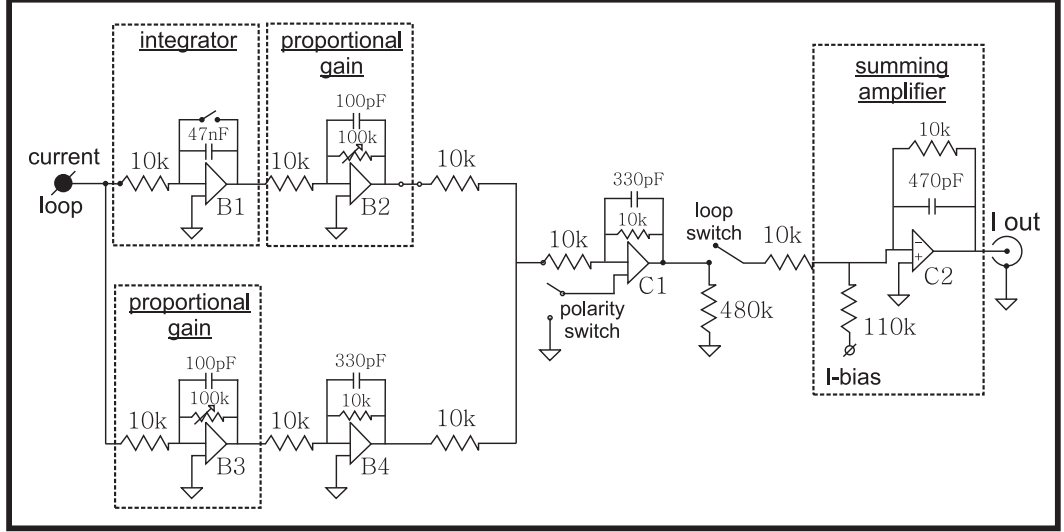 integrator
proportional
gain
summing
amplifier
100pF
47nF
100k
10k
10k
10k
current
loop
B1
B2
10k
470pF
330pF
10k
10k
loop
switch
10k
I out
C1
C2
polarity
switch
480k
110k
I-bias
proportional
gain
100pF
100k
330pF
10k
10k
10k
10k
B3
B4